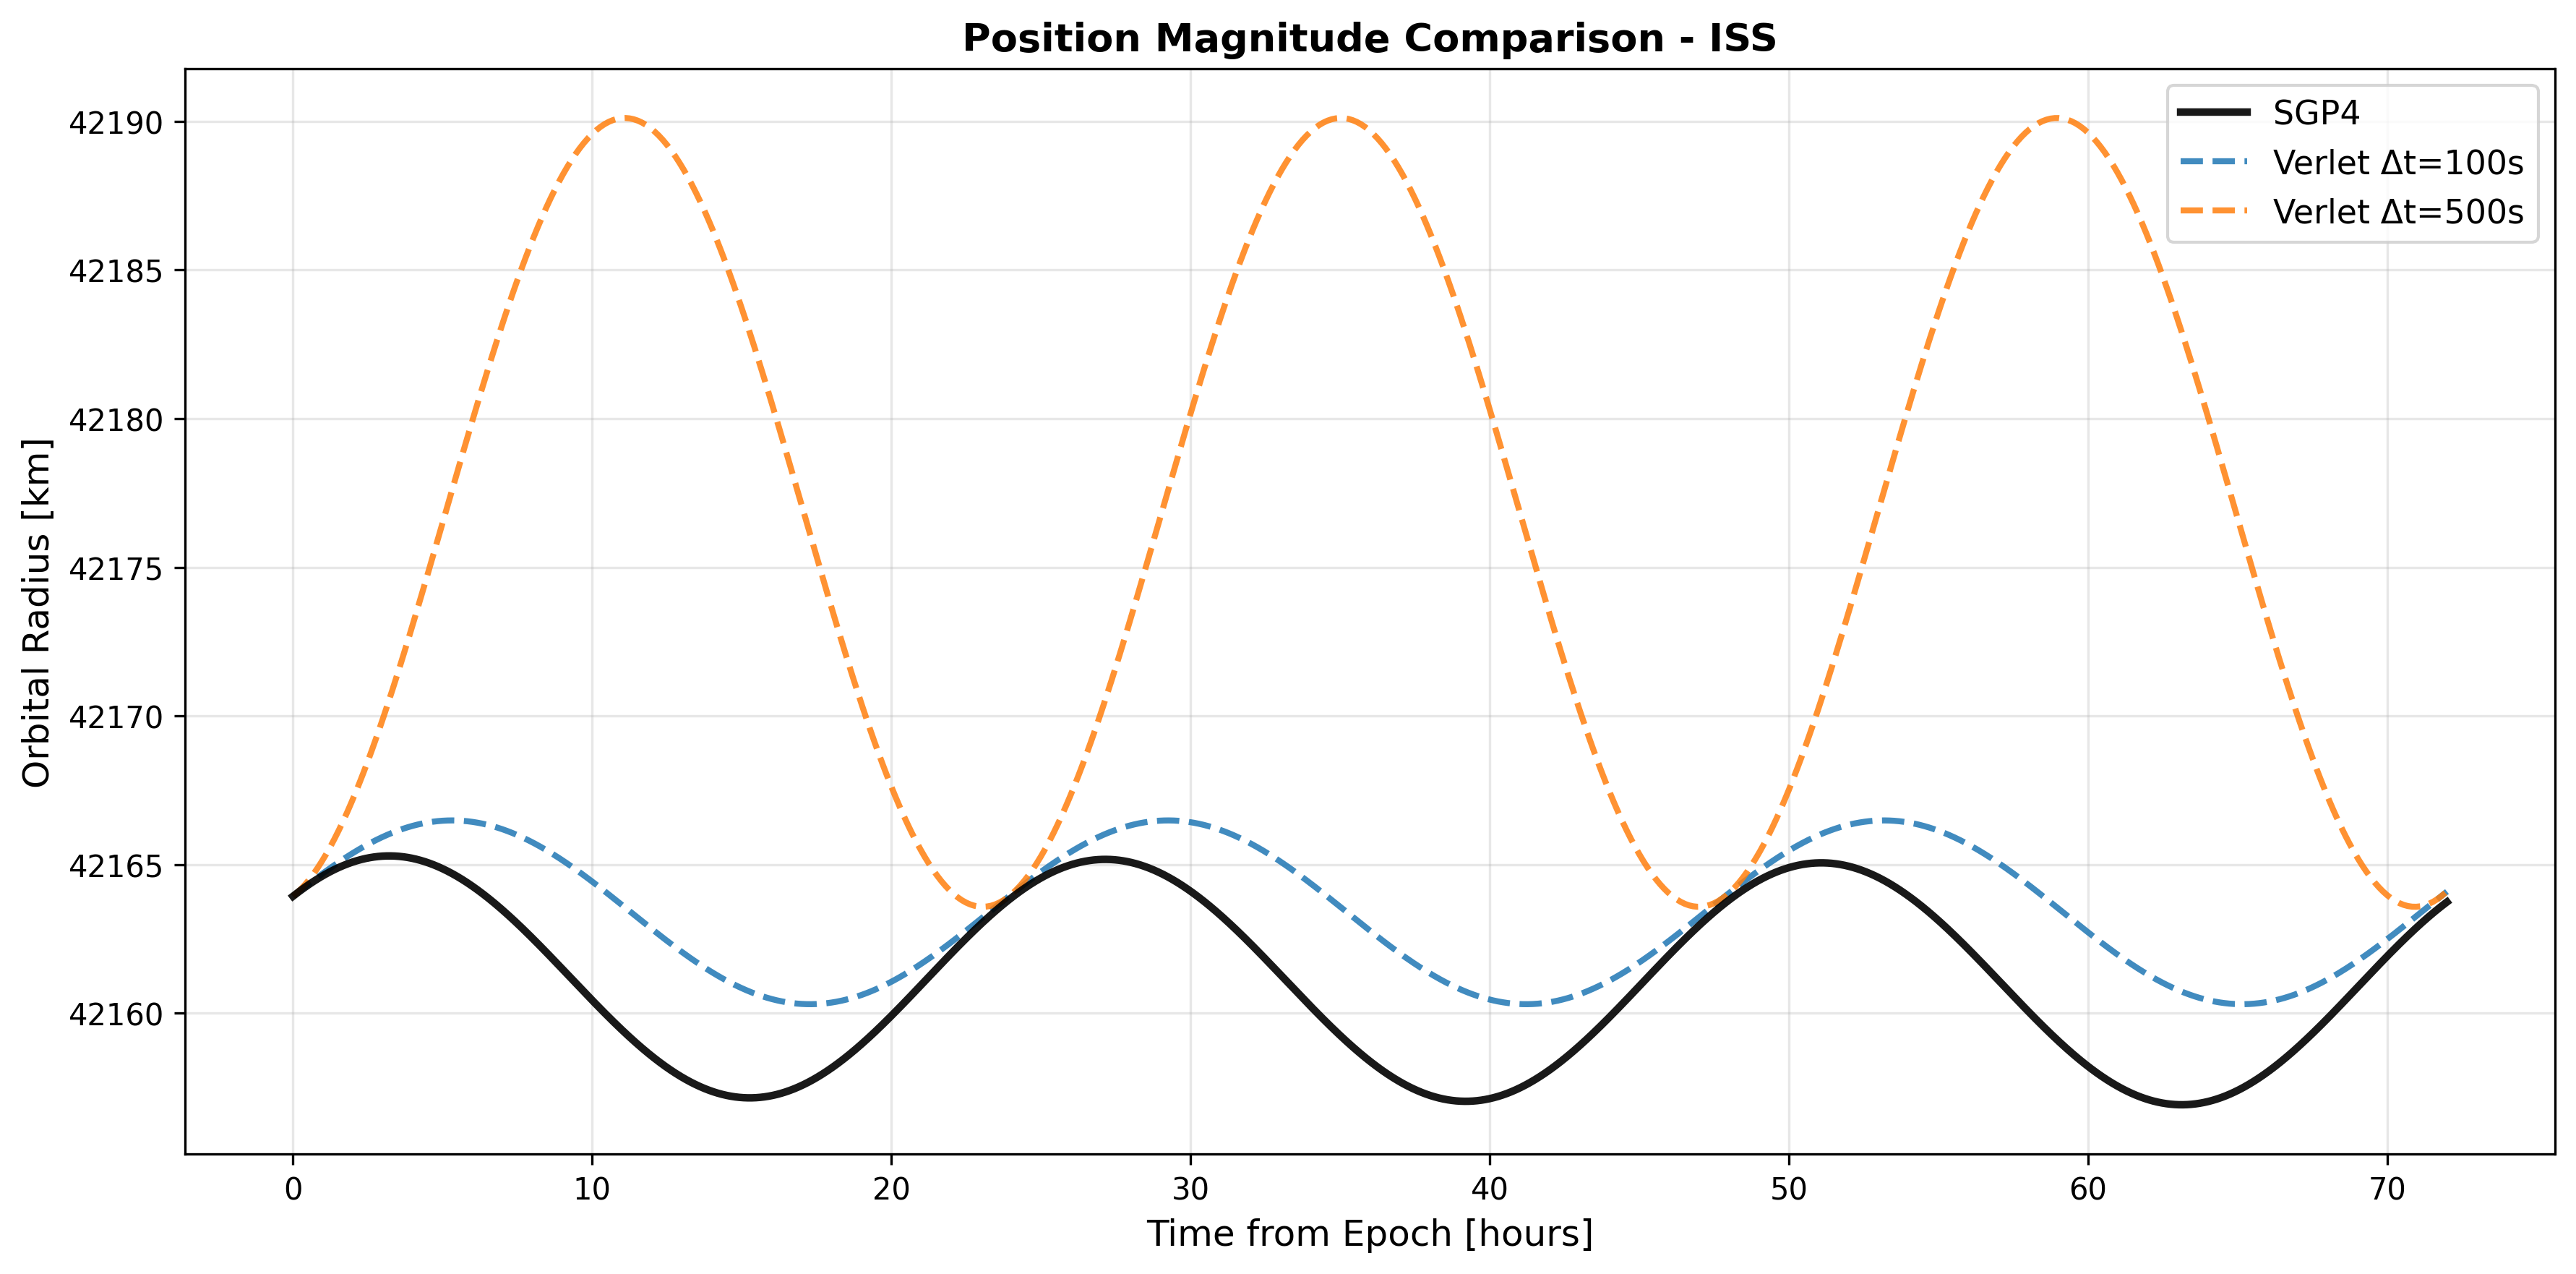 Position Magnitude Comparison - ISS
SGP4
Verlet Δt=100s
Verlet Δt=500s
Orbital Radius [km]
42190
42185
42180
42175
42170
42165
42160
0 10 20 30 40 50 60 70
Time from Epoch [hours]